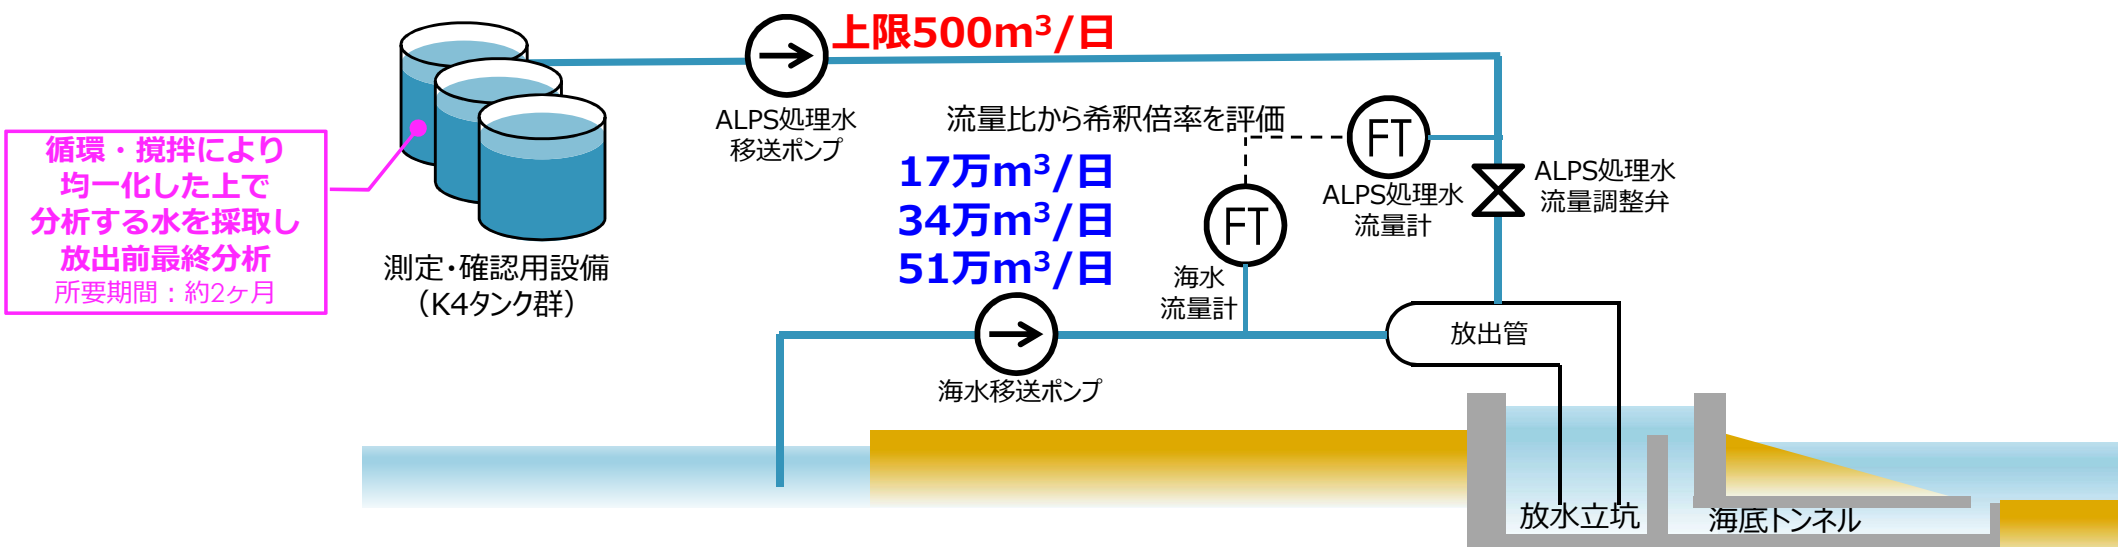 上限500m³/日
ALPS処理水
移送ポンプ
流量比から希釈倍率を評価
FT
ALPS処理水
流量計
ALPS処理水
流量調整弁
循環・撹拌により
均一化した上で
分析する水を採取し
放出前最終分析
所要期間：約2ヶ月
測定・確認用設備
（K4タンク群）
17万m³/日
34万m³/日
51万m³/日
FT
海水
流量計
海水移送ポンプ
放出管
放水立坑
海底トンネル